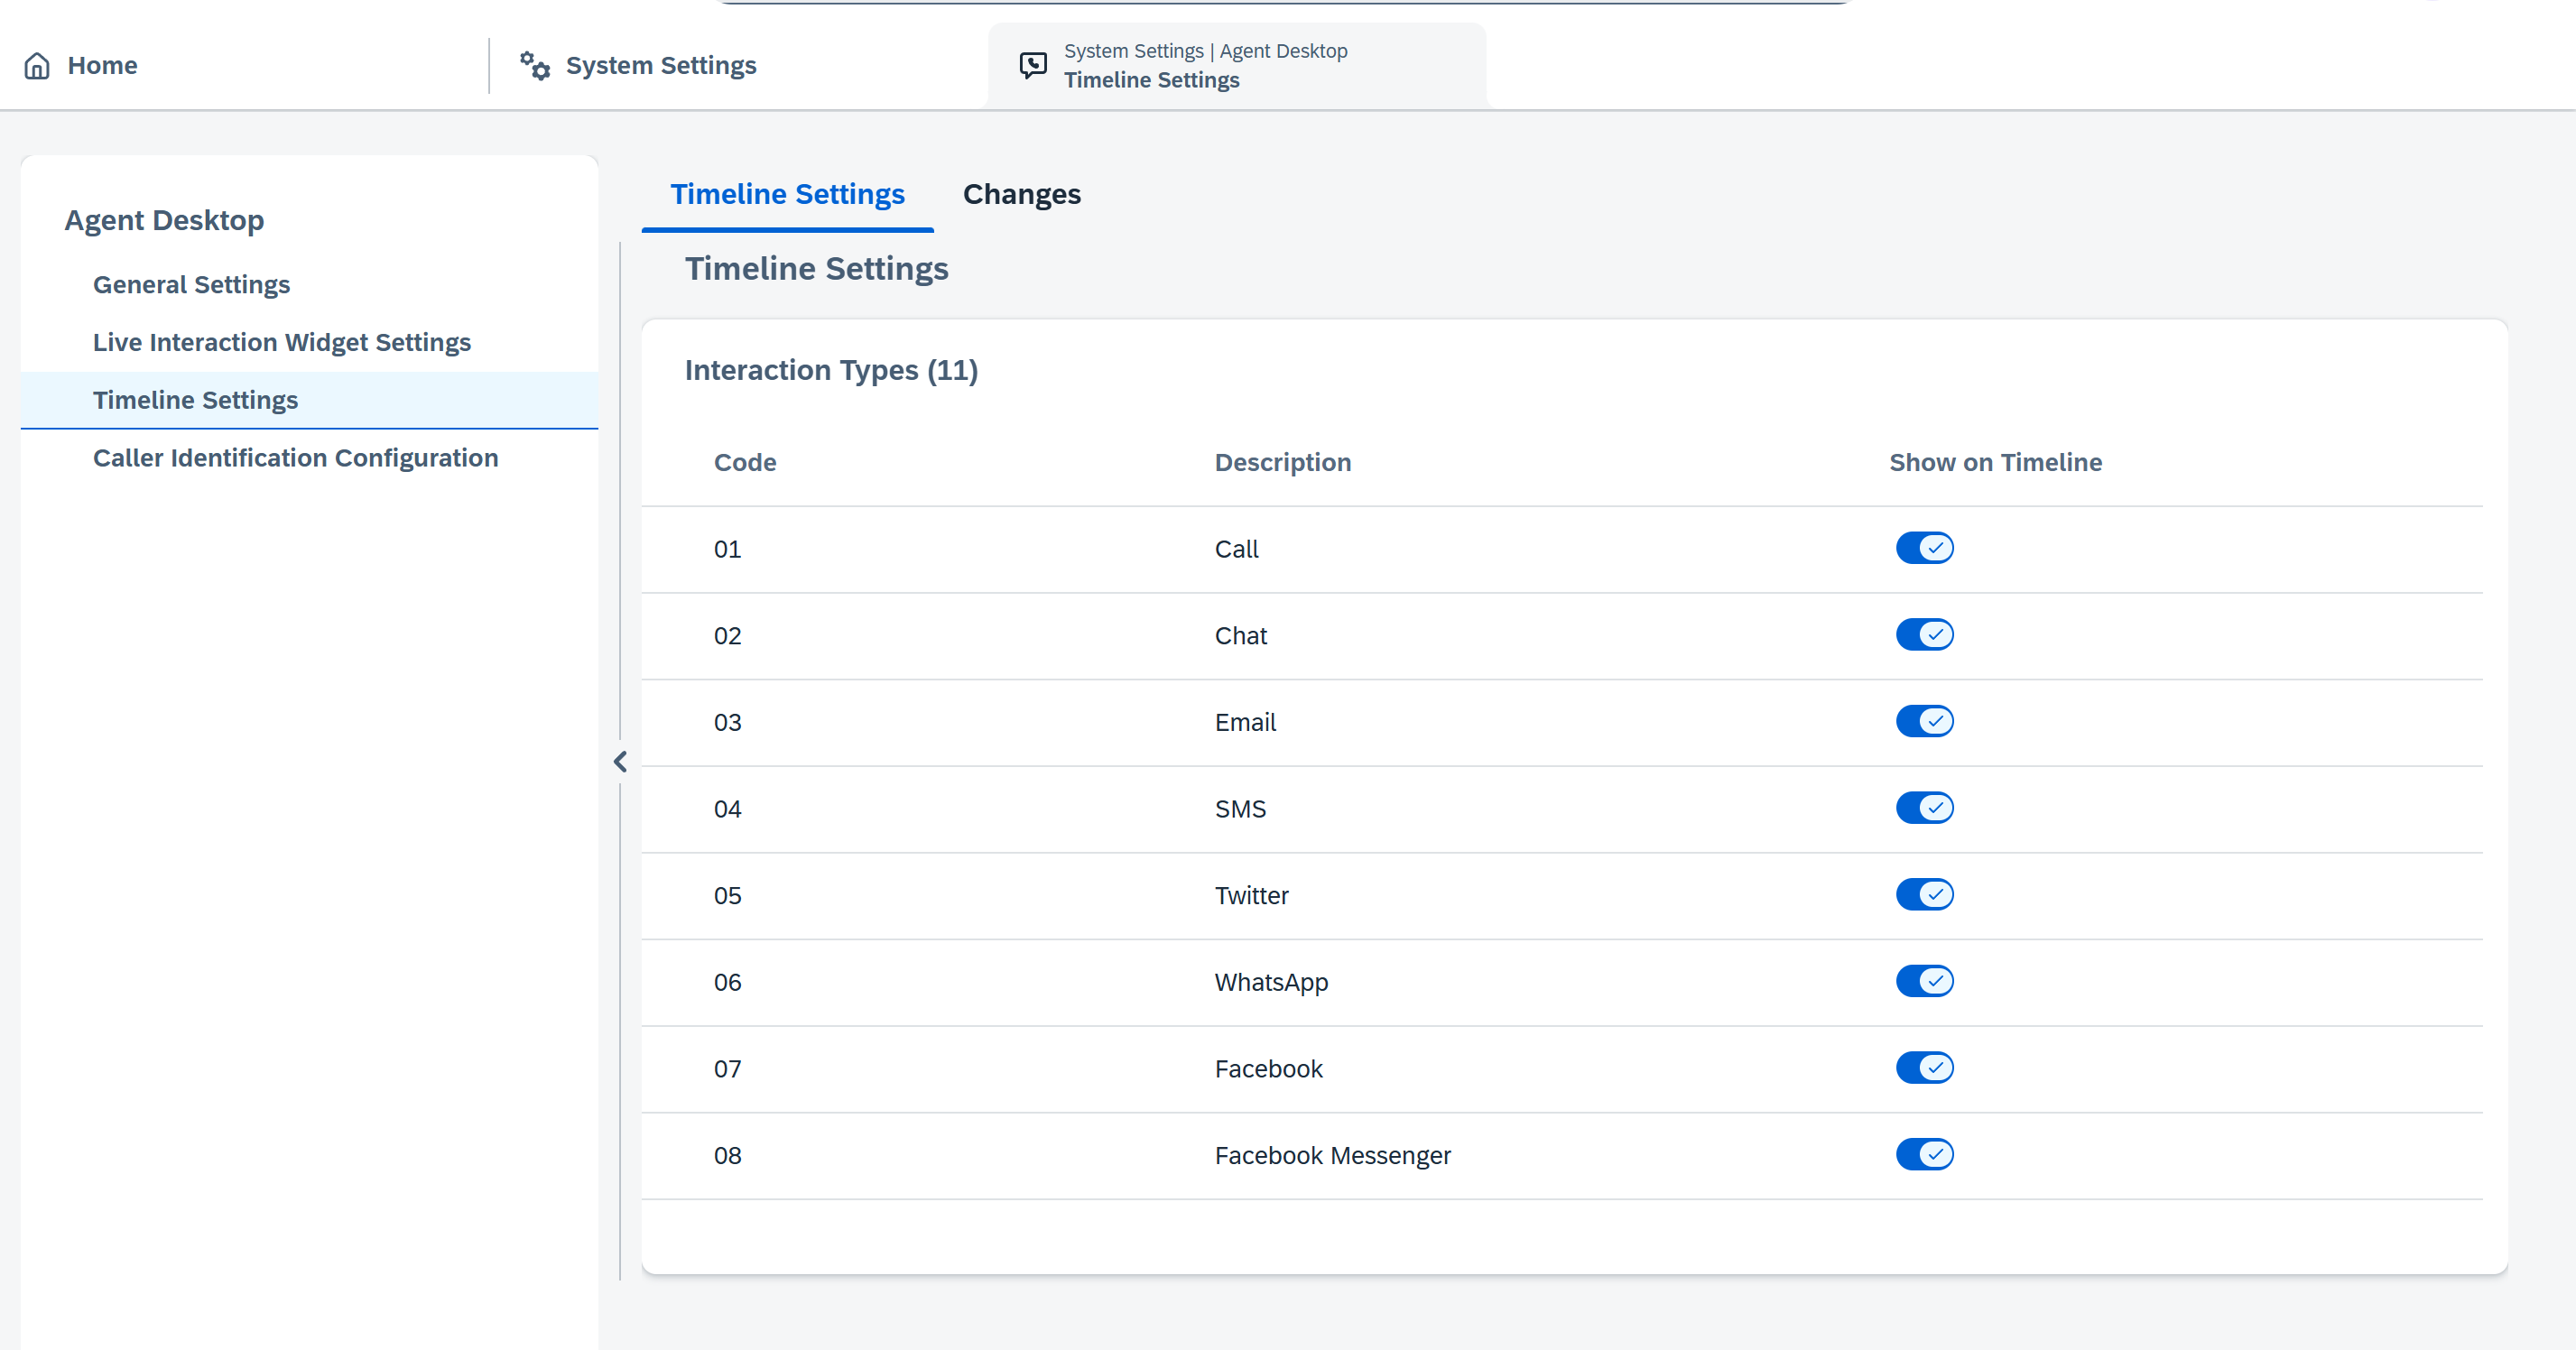 Home
System Settings
System Settings | Agent Desktop
Timeline Settings
Agent Desktop
General Settings
Live Interaction Widget Settings
Timeline Settings
Caller Identification Configuration
Timeline Settings Changes
Timeline Settings
Interaction Types (11)
Code Description Show on Timeline
01 Call
02 Chat
03 Email
04 SMS
05 Twitter
06 WhatsApp
07 Facebook
08 Facebook Messenger